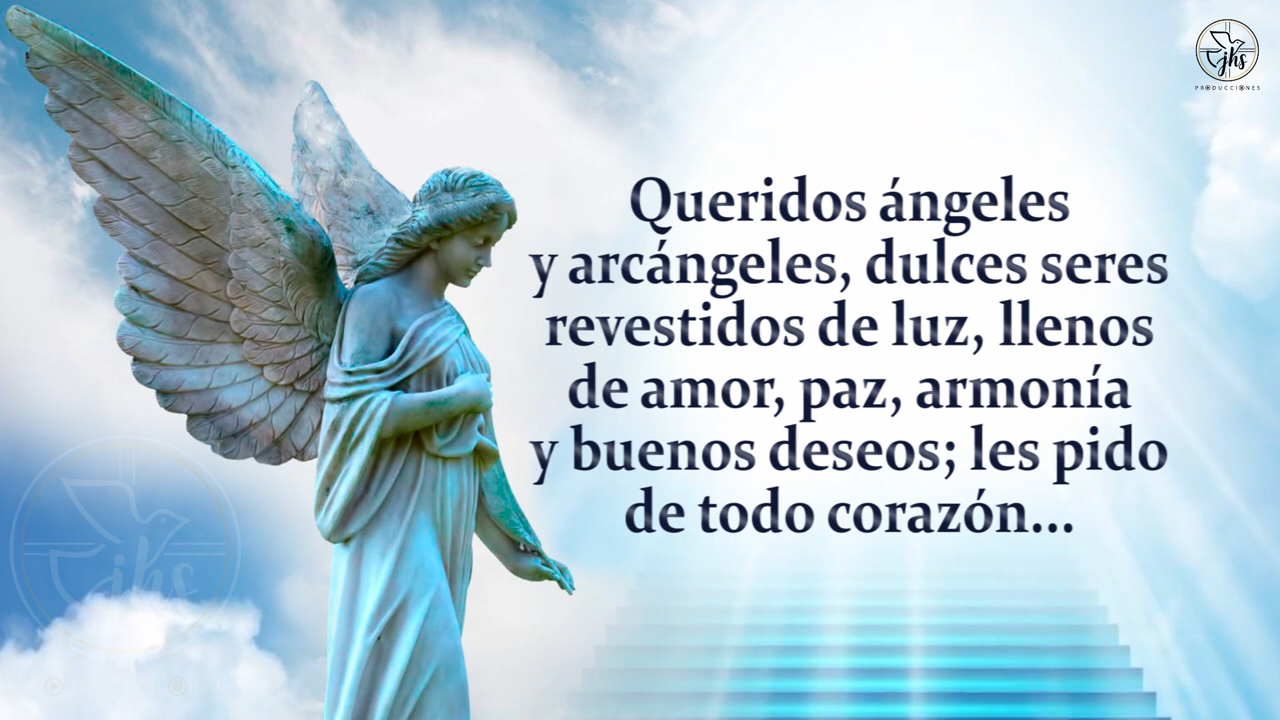 jhs
PRODUCCIONES
Queridos ángeles
y arcángeles, dulces seres
revestidos de luz, llenos
de amor, paz, armonía
y buenos deseos; les pido
de todo corazón...
jhs